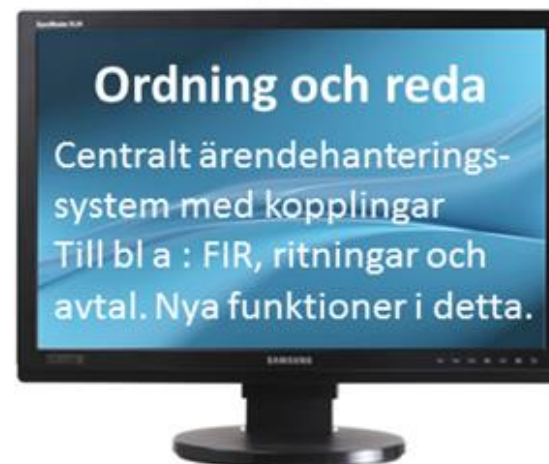 Ordning och reda
Centralt ärendehanterings-
system med kopplingar
Till bl a : FIR, ritningar och
avtal. Nya funktioner i detta.
SAMSUNG